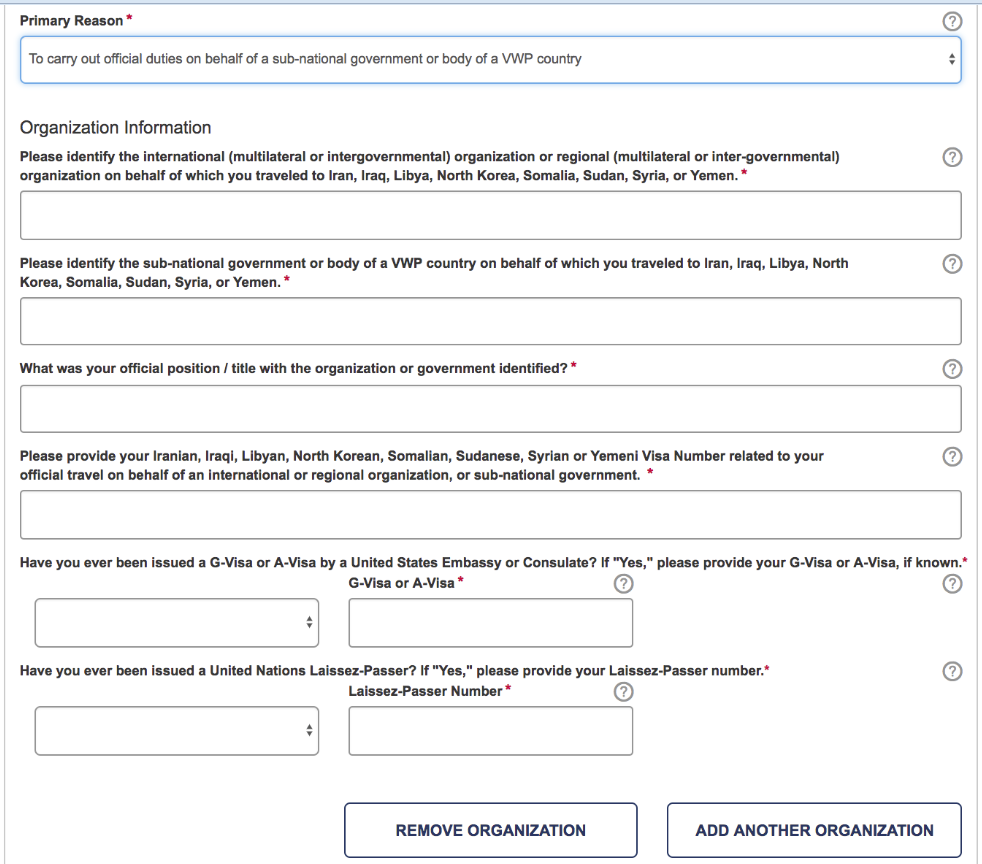 Primary Reason *
To carry out official duties on behalf of a sub-national government or body of a VWP country
Organization Information
Please identify the international (multilateral or intergovernmental) organization or regional (multilateral or inter-governmental)
organization on behalf of which you traveled to Iran, Iraq, Libya, North Korea, Somalia, Sudan, Syria, or Yemen. *
Please identify the sub-national government or body of a VWP country on behalf of which you traveled to Iran, Iraq, Libya, North
Korea, Somalia, Sudan, Syria, or Yemen. *
What was your official position / title with the organization or government identified? *
Please provide your Iranian, Iraqi, Libyan, North Korean, Somalian, Sudanese, Syrian or Yemeni Visa Number related to your
official travel on behalf of an international or regional organization, or sub-national government. *
Have you ever been issued a G-Visa or A-Visa by a United States Embassy or Consulate? If "Yes," please provide your G-Visa or A-Visa, if known.*
G-Visa or A-Visa *
Have you ever been issued a United Nations Laissez-Passer? If "Yes," please provide your Laissez-Passer number.*
Laissez-Passer Number *
REMOVE ORGANIZATION
ADD ANOTHER ORGANIZATION